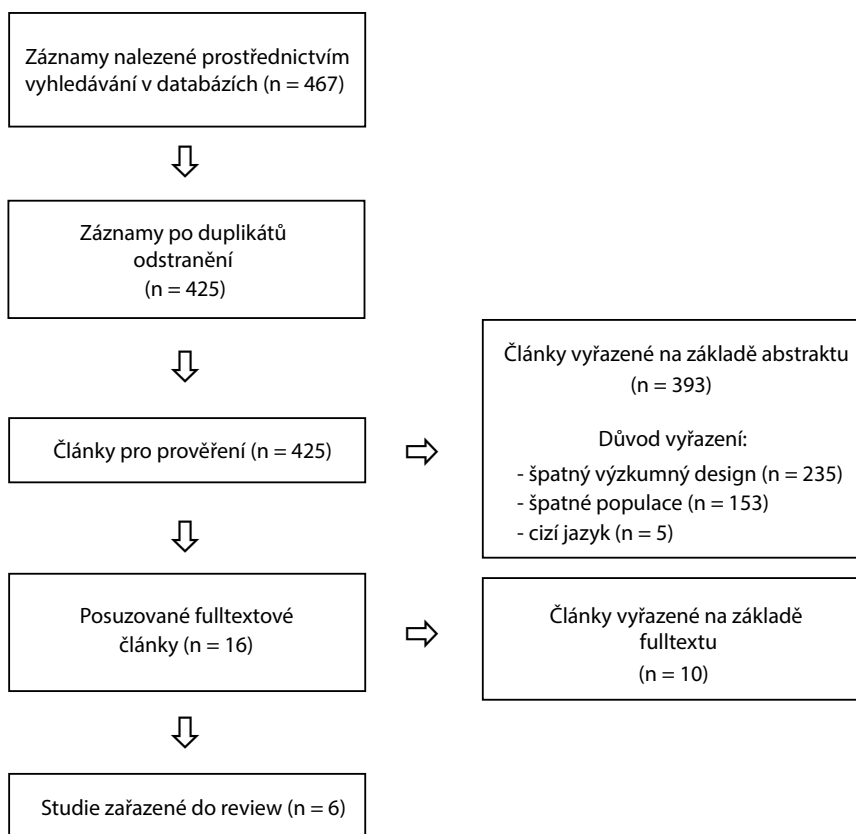 Záznamy nalezené prostřednictvím
vyhledávání v databázích (n = 467)
Záznamy po duplikátů
odstranění
(n = 425)
Články pro prověření (n = 425)
Články vyřazené na základě abstraktu
(n = 393)
Důvod vyřazení:
- špatný výzkumný design (n = 235)
- špatné populace (n = 153)
- cizí jazyk (n = 5)
Posuzované fulltextové
články (n = 16)
Články vyřazené na základě
fulltextu
(n = 10)
Studie zařazené do review (n = 6)